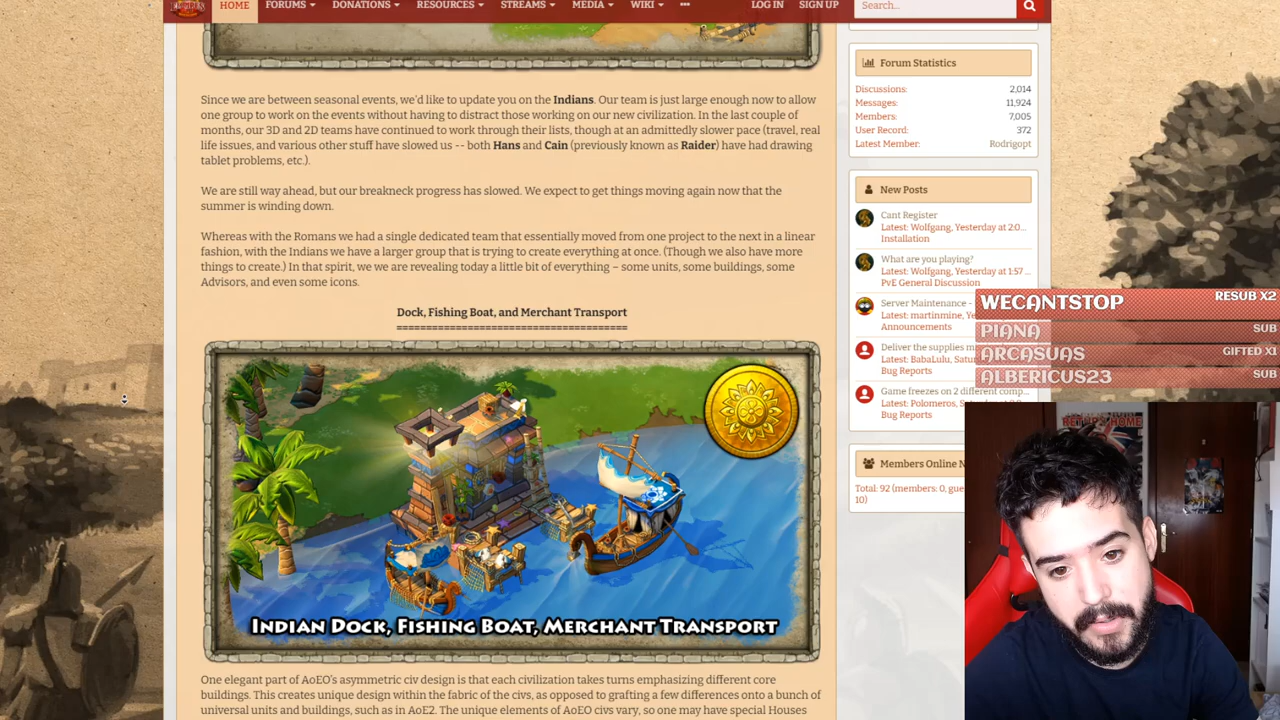 HOME FORUMS DONATIONS RESOURCES STREAMS MEDIA WIKI ••• LOG IN SIGN UP Search...
Since we are between seasonal events, we'd like to update you on the Indians. Our team is just large enough now to allow
one group to work on the events without having to distract those working on our new civilization. In the last couple of
months, our 3D and 2D teams have continued to work through their lists, though at an admittedly slower pace (travel, real
life issues, and various other stuff have slowed us -- both Hans and Cain (previously known as Raider) have had drawing
tablet problems, etc.).
We are still way ahead, but our breakneck progress has slowed. We expect to get things moving again now that the
summer is winding down.
Whereas with the Romans we had a single dedicated team that essentially moved from one project to the next in a linear
fashion, with the Indians we have a larger group that is trying to create everything at once. (Though we also have more
things to create.) In that spirit, we we are revealing today a little bit of everything – some units, some buildings, some
Advisors, and even some icons.
Dock, Fishing Boat, and Merchant Transport
=====================================
INDIAN DOCK, FISHING BOAT, MERCHANT TRANSPORT
One elegant part of AoEO's asymmetric civ design is that each civilization takes turns emphasizing different core
buildings. This creates unique design within the fabric of the civs, as opposed to grafting a few differences onto a bunch of
universal units and buildings, such as in AoE2. The unique elements of AoEO civs vary, so one may have special Houses
Forum Statistics
Discussions: 2,014
Messages: 11,924
Members: 7,005
User Record: 372
Latest Member: Rodrigopt
New Posts
Cant Register
Latest: Wolfgang, Yesterday at 2:0...
Installation
What are you playing?
Latest: Wolfgang, Yesterday at 1:57 ...
PvE General Discussion
Server Maintenance -
Latest: martinmine, Ye
Announcements
Deliver the supplies m
Latest: BabaLulu, Satu
Bug Reports
Game freezes on 2 different comp...
Latest: Polomeros, S
Bug Reports
Members Online N
Total: 92 (members: 0, gue
10)
WECANTSTOP RESUB X2
PIANA SUB
ARCASUAS GIFTED X1
ALBERICUS23 SUB
HOME